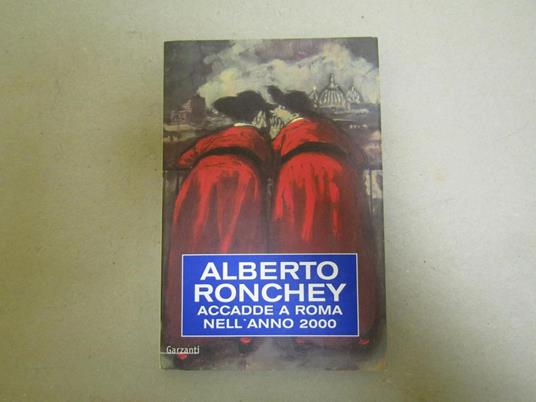 ALBERTO
RONCHEY
ACCADDE A ROMA
NELL'ANNO 2000
Garzanti